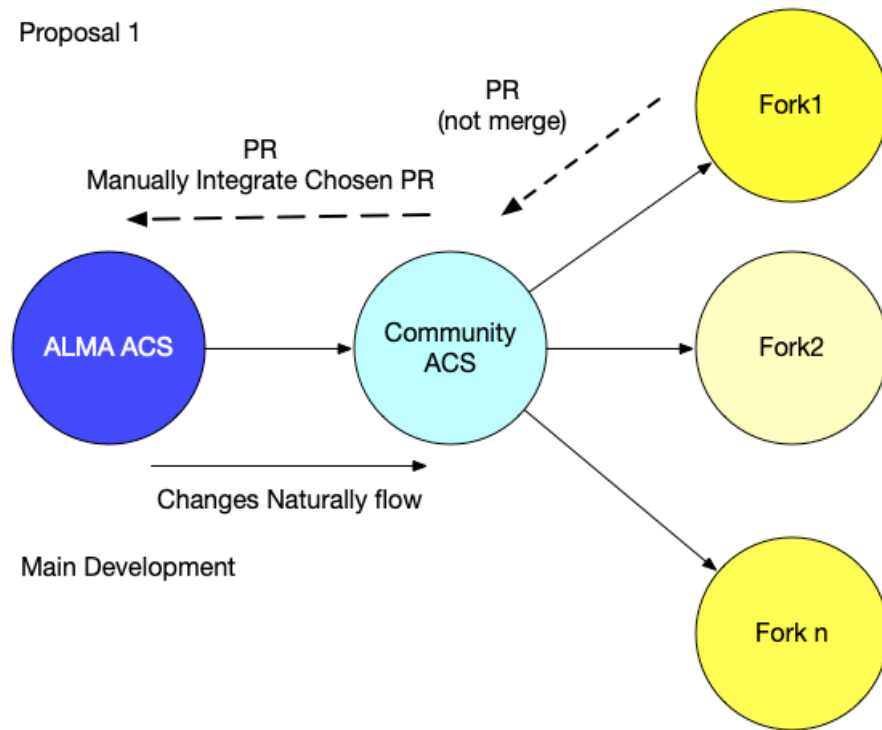 Proposal 1
PR
(not merge)
Fork1
PR
Manually Integrate Chosen PR
ALMA ACS
Community
ACS
Fork2
Changes Naturally flow
Main Development
Fork n